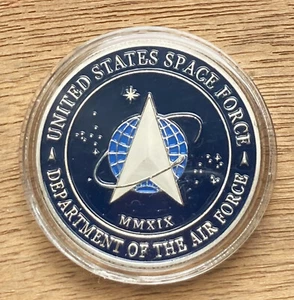 UNITED STATES SPACE FORCE
MMXIX
DEPARTMENT OF THE AIR FORCE